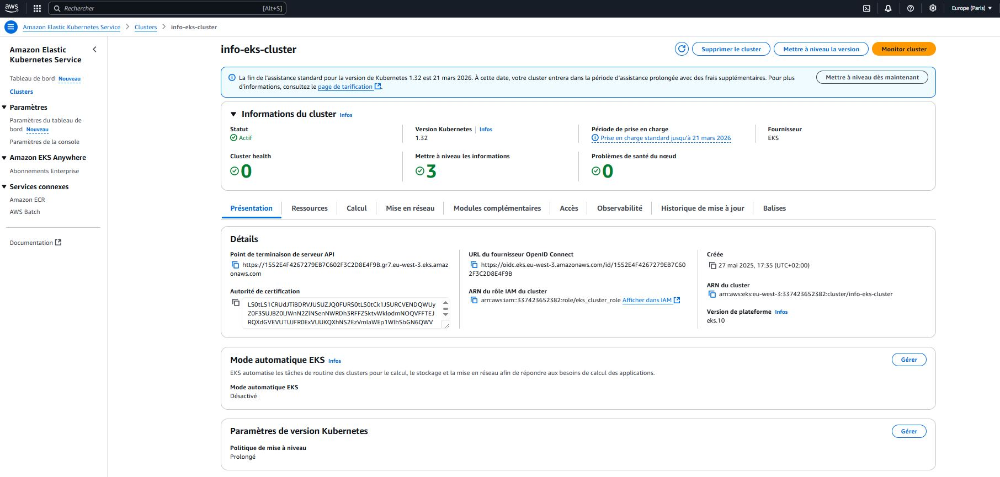 aws
Rechercher
[Alt+S]
Europe (Paris)
Amazon Elastic Kubernetes Service
Clusters
info-eks-cluster
Amazon Elastic
Kubernetes Service
Tableau de bord Nouveau
Clusters
Paramètres
Paramètres du tableau de
bord Nouveau
Paramètres de la console
Amazon EKS Anywhere
Abonnements Enterprise
Services connexes
Amazon ECR
AWS Batch
Documentation
info-eks-cluster
Supprimer le cluster
Mettre à niveau la version
Monitor cluster
La fin de l'assistance standard pour la version de Kubernetes 1.32 est 21 mars 2026. À cette date, votre cluster entrera dans la période d'assistance prolongée avec des frais supplémentaires. Pour plus
d'informations, consultez le page de tarification.
Mettre à niveau dès maintenant
Informations du cluster Infos
Statut
Actif
Version Kubernetes Infos
1.32
Période de prise en charge
Prise en charge standard jusqu'à 21 mars 2026
Fournisseur
EKS
Cluster health
0
Mettre à niveau les informations
3
Problèmes de santé du nœud
0
Présentation
Ressources
Calcul
Mise en réseau
Modules complémentaires
Accès
Observabilité
Historique de mise à jour
Balises
Détails
Point de terminaison de serveur API
https://1552E4F4267279EB7C602F3C2D8E4F9B.gr7.eu-west-3.eks.amaz
onaws.com
Autorité de certification
LS0tLS1CRUdJTiBDRVJUSUZJQ0FURS0tLS0tCk1JSURCVENDQWUy
Z0F3SUJBZ0lJWnN2ZlNSenNWRDh3RFFZSktvWklodmNOQVFFTEJ
RQXdGVEVUTUJFR0ExVUUKQXhNS2EzVmlaWEp1WlhSbGN6QWV
URL du fournisseur OpenID Connect
https://oidc.eks.eu-west-3.amazonaws.com/id/1552E4F4267279EB7C60
2F3C2D8E4F9B
ARN du rôle IAM du cluster
arn:aws:iam::337423652382:role/eks_cluster_role Afficher dans IAM
Créée
27 mai 2025, 17:35 (UTC+02:00)
ARN du cluster
arn:aws:eks:eu-west-3:337423652382:cluster/info-eks-cluster
Version de plateforme Infos
eks.10
Mode automatique EKS Infos
Gérer
EKS automatise les tâches de routine des clusters pour le calcul, le stockage et la mise en réseau afin de répondre aux besoins de calcul des applications.
Mode automatique EKS
Désactivé
Paramètres de version Kubernetes
Gérer
Politique de mise à niveau
Prolongé